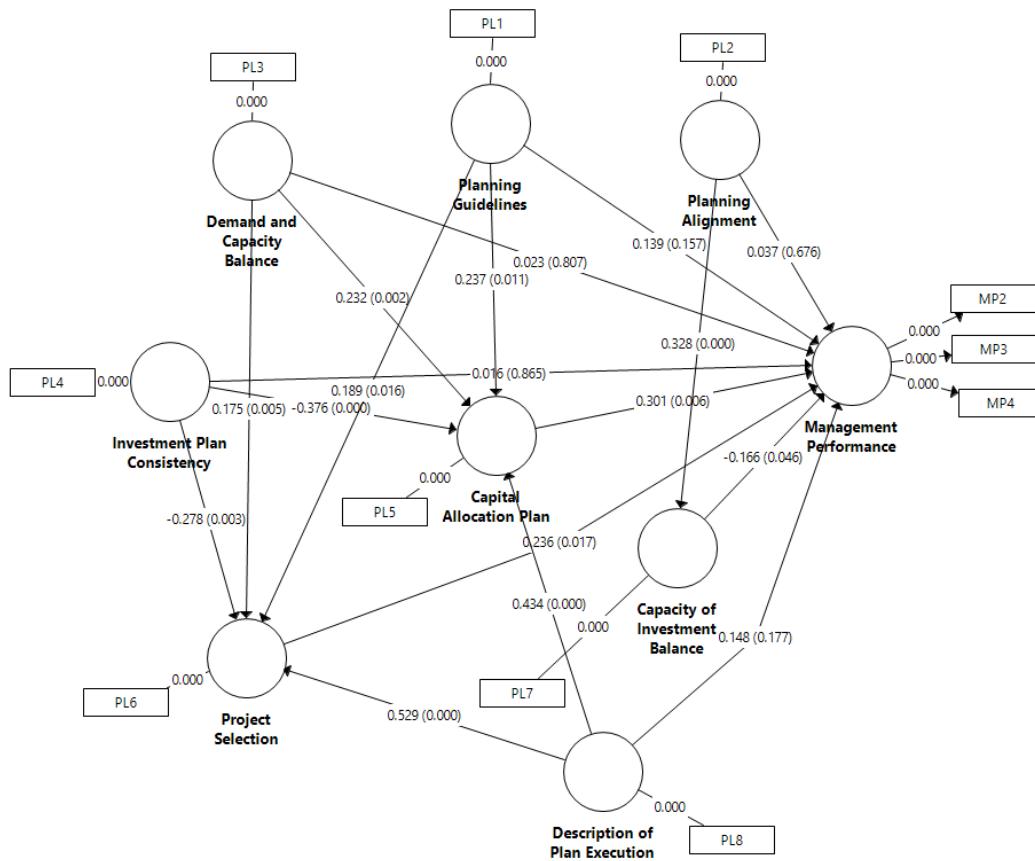 PL1
PL2
PL3
0.000
0.000
0.000
Planning
Guidelines
Planning
Alignment
Demand and
Capacity
Balance
0.139 (0.157)
0.037 (0.676)
0.023 (0.807)
0.237 (0.011)
0.232 (0.002)
MP2
0.000
0.328 (0.000)
MP3
0.000
PL4
0.000
0.016 (0.865)
0.000
0.189 (0.016)
0.175 (0.005)
-0.376 (0.000)
0.301 (0.006)
MP4
Management
Performance
Investment Plan
Consistency
-0.166 (0.046)
0.000
PL5
Capital
Allocation Plan
-0.278 (0.003)
0.236 (0.017)
0.434 (0.000)
Capacity of
Investment
Balance
0.000
0.148 (0.177)
PL7
0.000
PL6
0.529 (0.000)
Project
Selection
0.000
Description of
Plan Execution
PL8